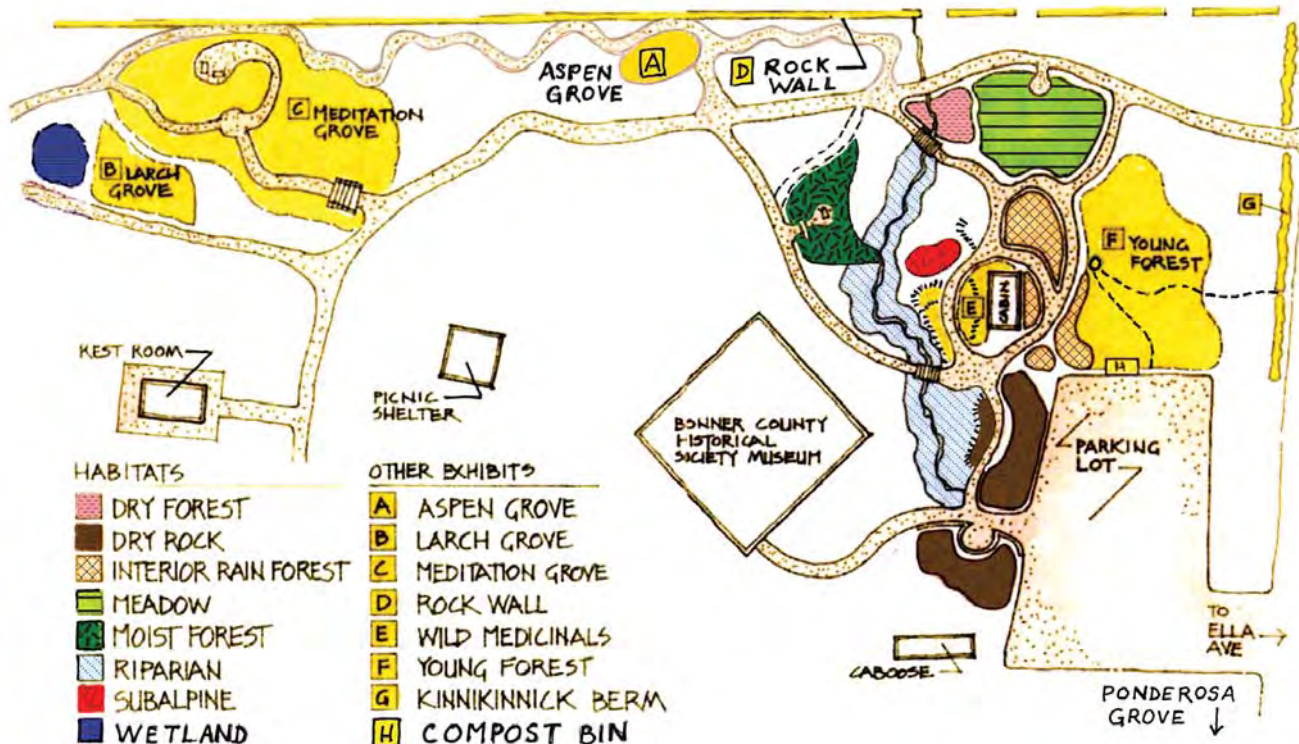 ASPEN
GROVE
A
D ROCK
WALL
C MEDITATION
GROVE
B LARCH
GROVE
G
F YOUNG
FOREST
E
CABIN
H
REST ROOM
PICNIC
SHELTER
BONNER COUNTY
HISTORICAL
SOCIETY MUSEUM
PARKING
LOT
TO
ELLA
AVE
CABOOSE
PONDEROSA
GROVE
HABITATS
DRY FOREST
DRY ROCK
INTERIOR RAIN FOREST
MEADOW
MOIST FOREST
RIPARIAN
SUBALPINE
WETLAND
OTHER EXHIBITS
A ASPEN GROVE
B LARCH GROVE
C MEDITATION GROVE
D ROCK WALL
E WILD MEDICINALS
F YOUNG FOREST
G KINNIKINNICK BERM
H COMPOST BIN